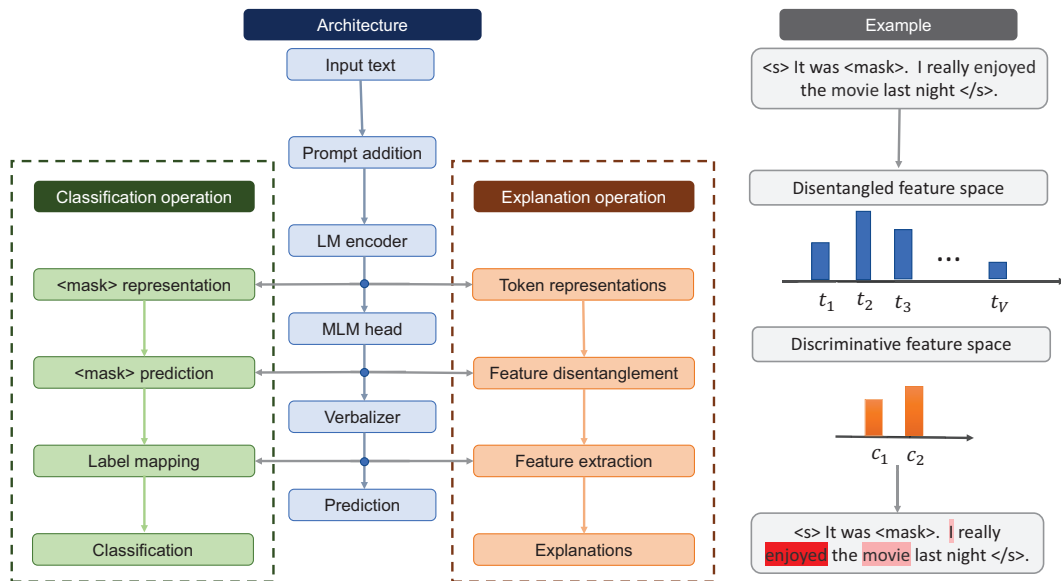 Architecture
Example
Input text
<s> It was <mask>. I really enjoyed
the movie last night </s>.
Prompt addition
Classification operation
Explanation operation
Disentangled feature space
LM encoder
<mask> representation
Token representations
...
t1 t2 t3 tV
MLM head
Discriminative feature space
<mask> prediction
Feature disentanglement
Verbalizer
Label mapping
Feature extraction
c1 c2
Prediction
Classification
Explanations
<s> It was <mask>. I really
enjoyed the movie last night </s>.